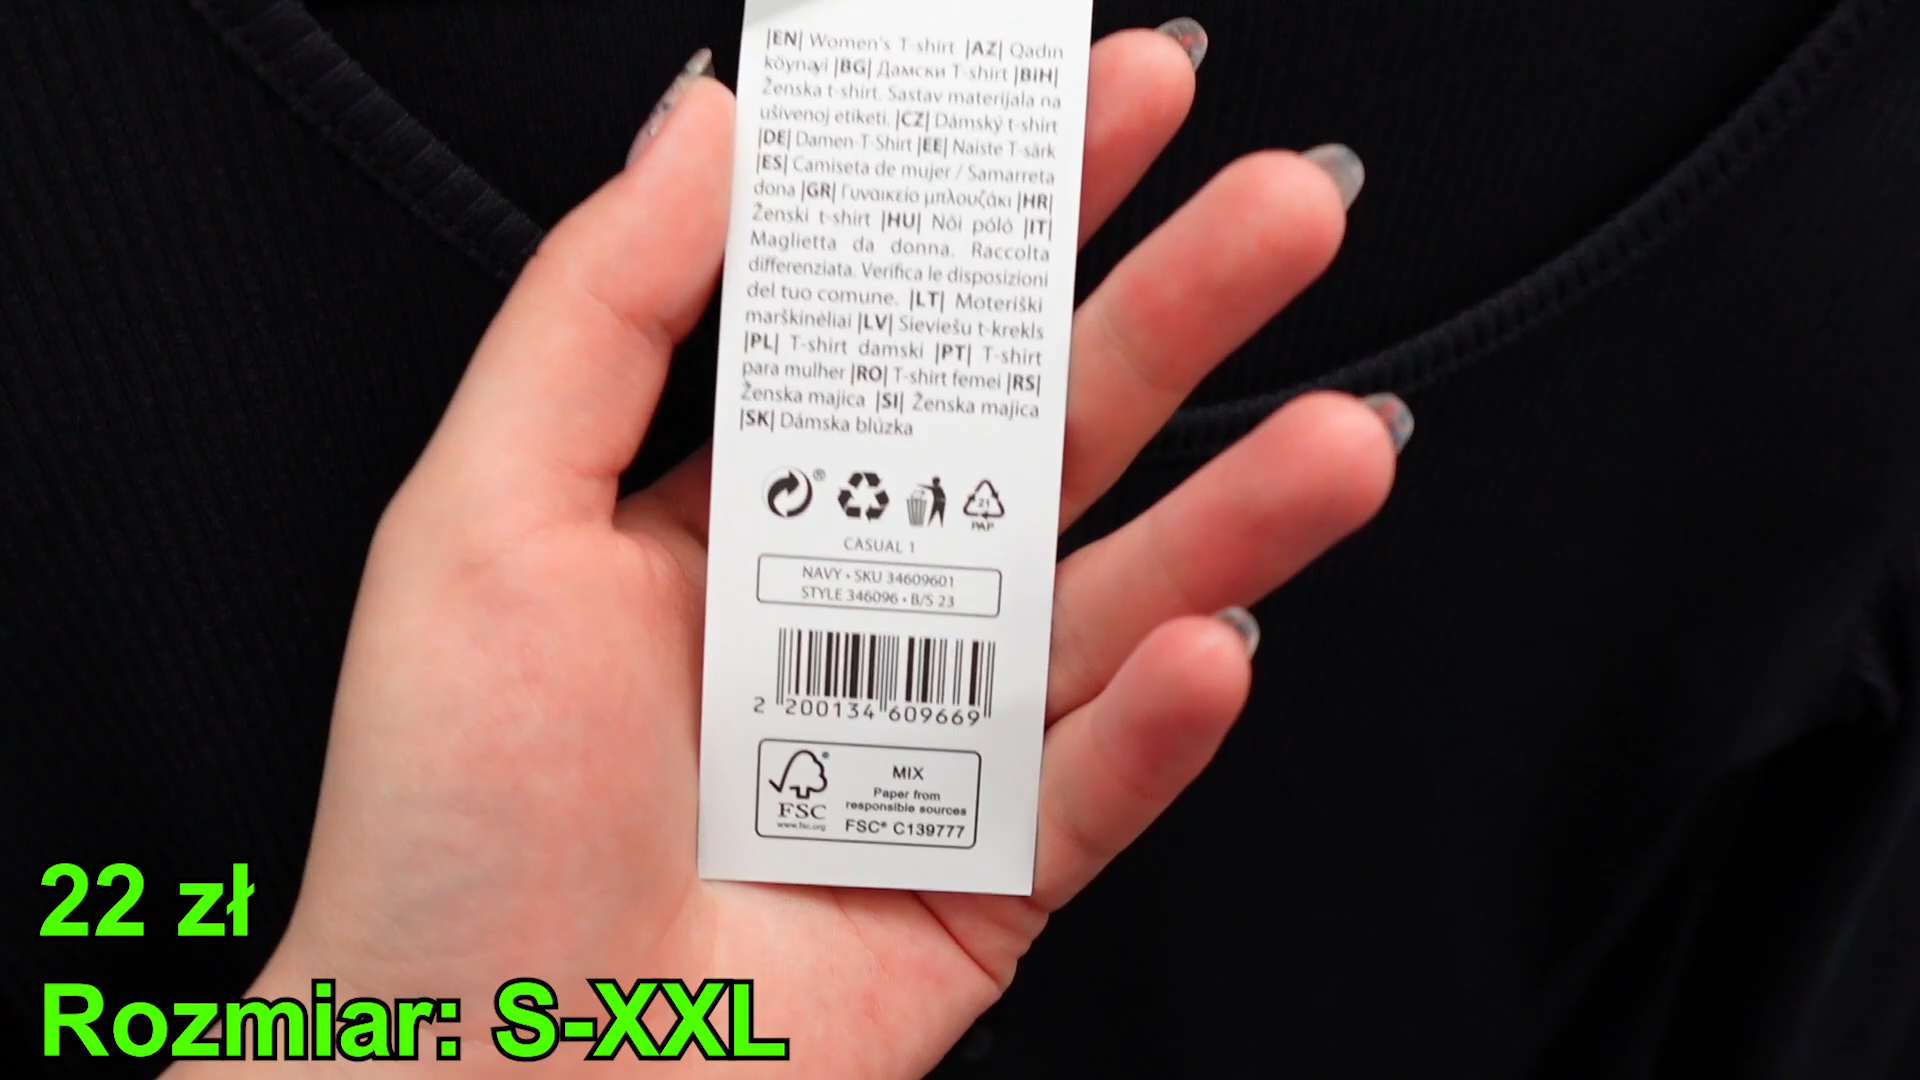 |EN| Women's T-shirt |AZ| Qadın
köynəyi |BG| Дамски T-shirt |BiH|
Ženska t-shirt. Sastav materijala na
ušivenoj etiketi. |CZ| Dámský t-shirt
|DE| Damen-T-Shirt |EE| Naiste T-särk
|ES| Camiseta de mujer / Samarreta
dona |GR| Γυναικείο μπλουζάκι |HR|
Ženski t-shirt |HU| Női póló |IT|
Maglietta da donna. Raccolta
differenziata. Verifica le disposizioni
del tuo comune. |LT| Moteriški
marškinėliai |LV| Sieviešu t-krekls
|PL| T-shirt damski |PT| T-shirt
para mulher |RO| T-shirt femei |RS|
Ženska majica |SI| Ženska majica
|SK| Dámska blúzka
®
21
PAP
CASUAL 1
NAVY • SKU 34609601
STYLE 346096 • B/S 23
2 200134 609669
®
FSC
www.fsc.org
MIX
Paper from
responsible sources
FSC® C139777
22 zł
Rozmiar: S-XXL